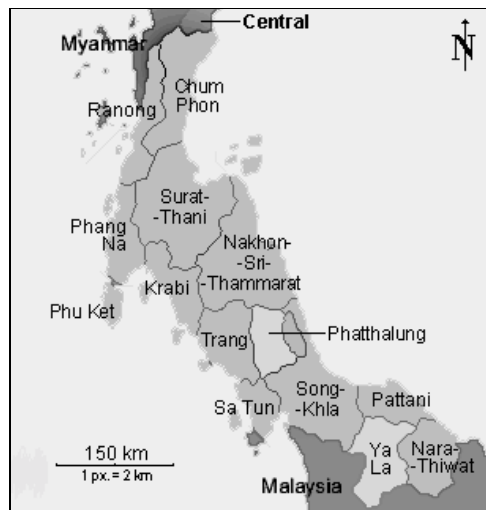 Central
Myanmar
N
Chum
Phon
Ranong
Surat-
-Thani
Phang
Na
Nakhon-
-Sri-
-Thammarat
Krabi
Phu Ket
Trang
Phatthalung
Song-
-Khla
Pattani
Sa Tun
Ya
La
Nara-
-Thiwat
150 km
1 px. = 2 km
Malaysia